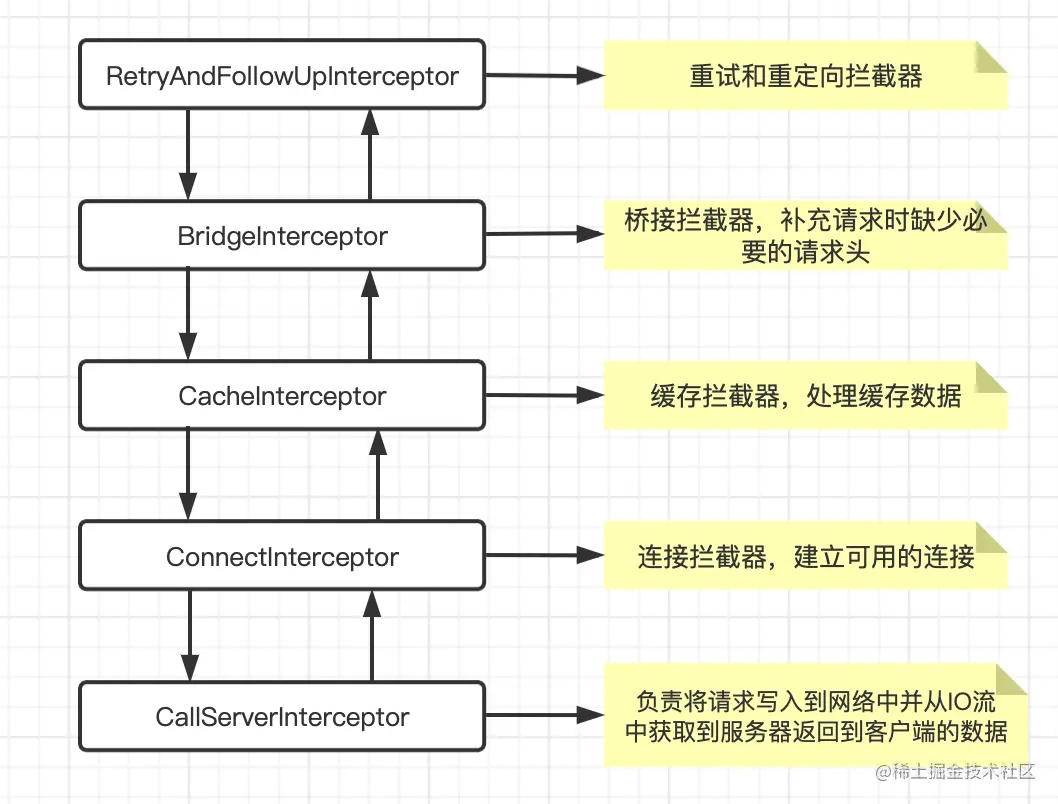 RetryAndFollowUpInterceptor
重试和重定向拦截器
BridgeInterceptor
桥接拦截器，补充请求时缺少必
要的请求头
CacheInterceptor
缓存拦截器，处理缓存数据
ConnectInterceptor
连接拦截器，建立可用的连接
CallServerInterceptor
负责将请求写入到网络中并从IO流
中获取到服务器返回到客户端的数据
@稀土掘金技术社区